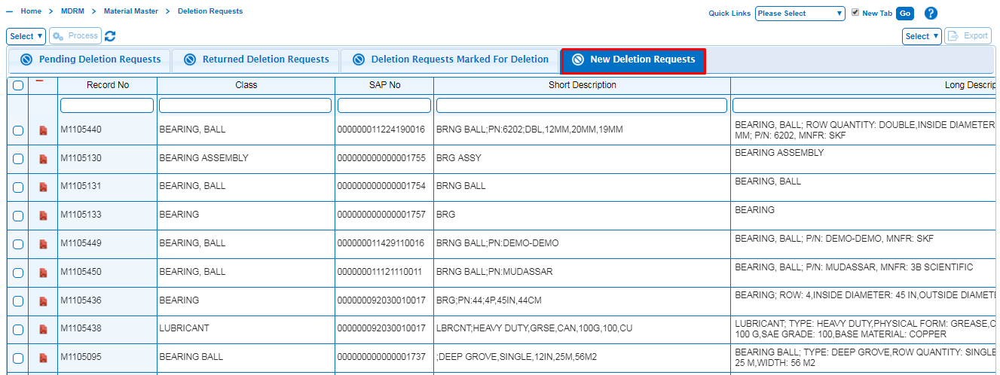 Home > MDRM > Material Master > Deletion Requests
Quick Links Please Select New Tab Go ?
Select Process
Select Export
Pending Deletion Requests Returned Deletion Requests Deletion Requests Marked For Deletion New Deletion Requests
Record No Class SAP No Short Description Long Descrip
M1105440 BEARING, BALL 000000011224190016 BRNG BALL;PN:6202;DBL,12MM,20MM,19MM BEARING, BALL; ROW QUANTITY: DOUBLE,INSIDE DIAMETER
MM; P/N: 6202, MNFR: SKF
M1105130 BEARING ASSEMBLY 000000000000001755 BRG ASSY BEARING ASSEMBLY
M1105131 BEARING, BALL 000000000000001754 BRNG BALL BEARING, BALL
M1105133 BEARING 000000000000001757 BRG BEARING
M1105449 BEARING, BALL 000000011429110016 BRNG BALL;PN:DEMO-DEMO BEARING, BALL; P/N: DEMO-DEMO, MNFR: SKF
M1105450 BEARING, BALL 000000011121110011 BRNG BALL;PN:MUDASSAR BEARING, BALL; P/N: MUDASSAR, MNFR: 3B SCIENTIFIC
M1105436 BEARING 000000092030010017 BRG;PN:44;4P,45IN,44CM BEARING; ROW: 4,INSIDE DIAMETER: 45 IN,OUTSIDE DIAMETE
M1105438 LUBRICANT 000000092030010017 LBRCNT;HEAVY DUTY,GRSE,CAN,100G,100,CU LUBRICANT; TYPE: HEAVY DUTY,PHYSICAL FORM: GREASE,C
100 G,SAE GRADE: 100,BASE MATERIAL: COPPER
M1105095 BEARING BALL 000000000000001737 ;DEEP GROVE,SINGLE,12IN,25M,56M2 BEARING BALL; TYPE: DEEP GROVE,ROW QUANTITY: SINGLE
25 M,WIDTH: 56 M2